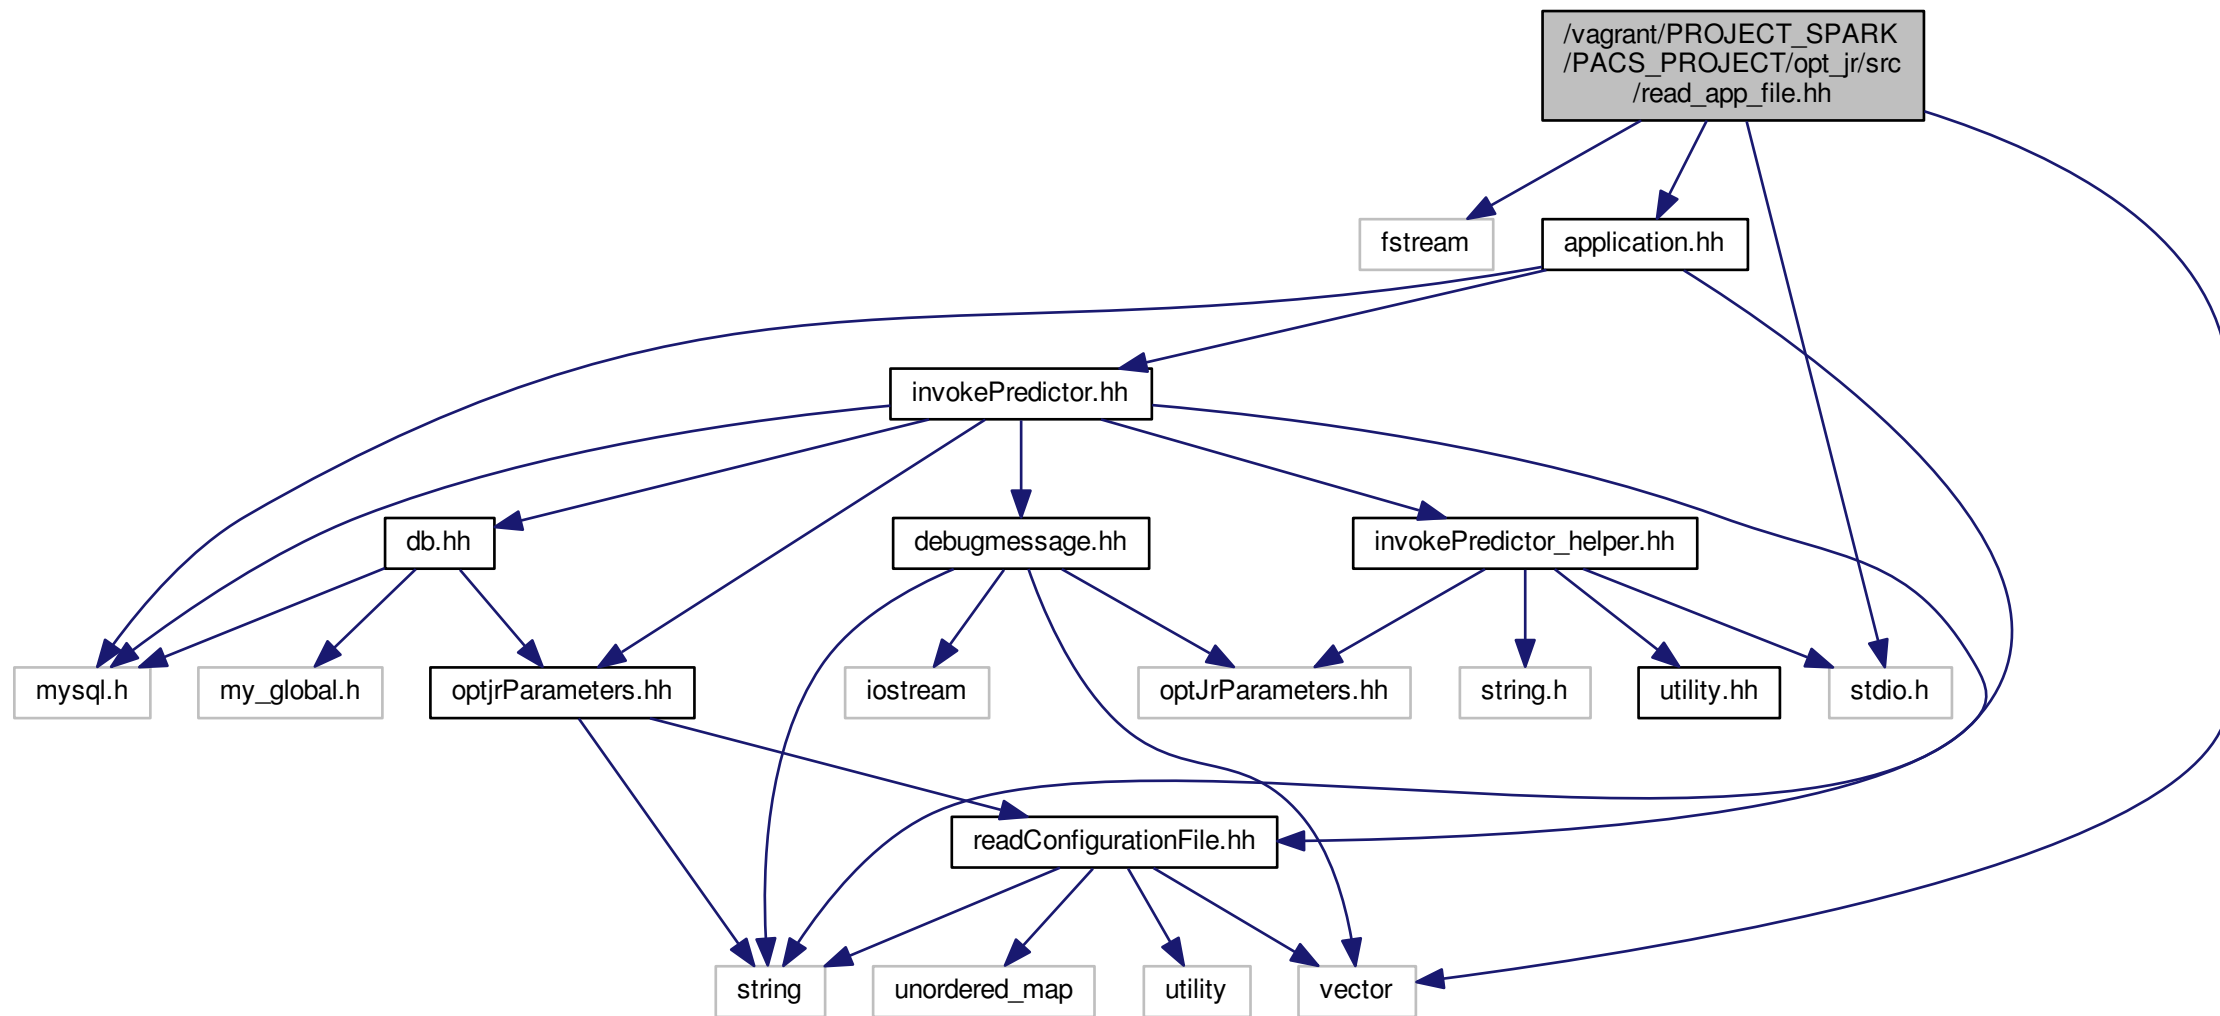 /vagrant/PROJECT_SPARK
/PACS_PROJECT/opt_jr/src
/read_app_file.hh
fstream
application.hh
invokePredictor.hh
db.hh
debugmessage.hh
invokePredictor_helper.hh
mysql.h
my_global.h
optjrParameters.hh
iostream
optJrParameters.hh
string.h
utility.hh
stdio.h
readConfigurationFile.hh
string
unordered_map
utility
vector